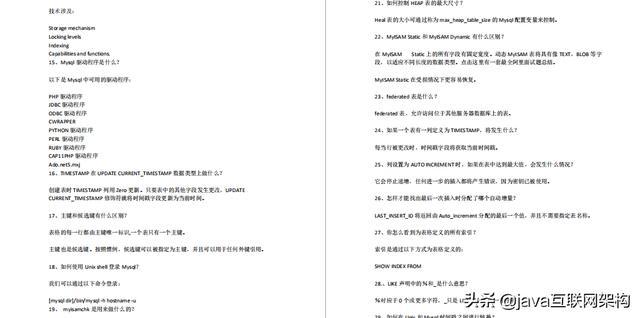 技术涉及：
Storage mechanism
Locking levels
Indexing
Capabilities and functions.
15、Mysql 驱动程序是什么？
以下是 Mysql 中可用的驱动程序：
PHP 驱动程序
JDBC 驱动程序
ODBC 驱动程序
CWRAPPER
PYTHON 驱动程序
PERL 驱动程序
RUBY 驱动程序
CAP11PHP 驱动程序
Ado.net5.mxj
16、TIMESTAMP 在 UPDATE CURRENT_TIMESTAMP 数据类型上做什么？
创建表时 TIMESTAMP 列用 Zero 更新。只要表中的其他字段发生更改，UPDATE
CURRENT_TIMESTAMP 修饰符就将时间戳字段更新为当前时间。
17、主键和候选键有什么区别？
表格的每一行都由主键唯一标识,一个表只有一个主键。
主键也是候选键。按照惯例，候选键可以被指定为主键，并且可以用于任何外键引用。
18、如何使用 Unix shell 登录 Mysql？
我们可以通过以下命令登录：
[mysql dir]/bin/mysql -h hostname -u
19、 myisamchk 是用来做什么的？
21、如何控制 HEAP 表的最大尺寸？
Heal 表的大小可通过称为 max_heap_table_size 的 Mysql 配置变量来控制。
22、MyISAM Static 和 MyISAM Dynamic 有什么区别？
在 MyISAM Static 上的所有字段有固定宽度。动态 MyISAM 表将具有像 TEXT，BLOB 等字
段，以适应不同长度的数据类型。点击这里有一套最全阿里面试题总结。
MyISAM Static 在受损情况下更容易恢复。
23、federated 表是什么？
federated 表，允许访问位于其他服务器数据库上的表。
24、如果一个表有一列定义为 TIMESTAMP，将发生什么？
每当行被更改时，时间戳字段将获取当前时间戳。
25、列设置为 AUTO INCREMENT 时，如果在表中达到最大值，会发生什么情况？
它会停止递增，任何进一步的插入都将产生错误，因为密钥已被使用。
26、怎样才能找出最后一次插入时分配了哪个自动增量？
LAST_INSERT_ID 将返回由 Auto_increment 分配的最后一个值，并且不需要指定表名称。
27、你怎么看到为表格定义的所有索引？
索引是通过以下方式为表格定义的：
SHOW INDEX FROM
28、LIKE 声明中的％和_是什么意思？
％对应于 0 个或更多字符，_只是 LI
头条 @java互联网架构